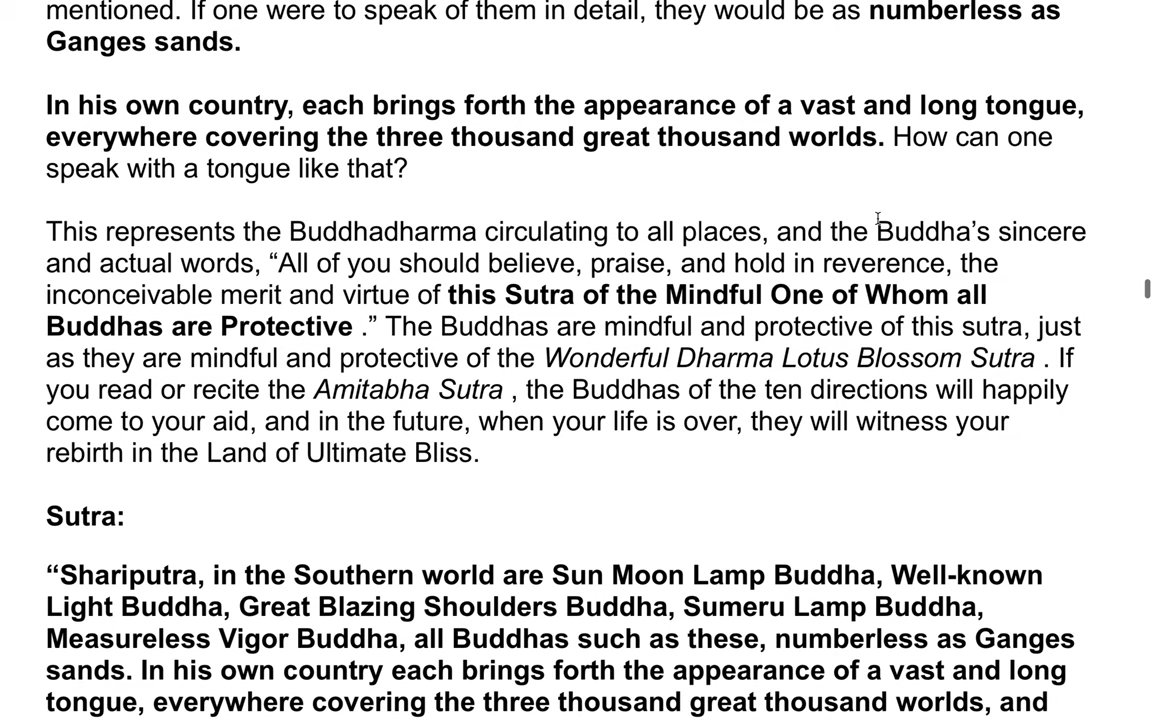 mentioned. If one were to speak of them in detail, they would be as numberless as
Ganges sands.
In his own country, each brings forth the appearance of a vast and long tongue,
everywhere covering the three thousand great thousand worlds. How can one
speak with a tongue like that?
This represents the Buddhadharma circulating to all places, and the Buddha’s sincere
and actual words, “All of you should believe, praise, and hold in reverence, the
inconceivable merit and virtue of this Sutra of the Mindful One of Whom all
Buddhas are Protective .” The Buddhas are mindful and protective of this sutra, just
as they are mindful and protective of the Wonderful Dharma Lotus Blossom Sutra . If
you read or recite the Amitabha Sutra , the Buddhas of the ten directions will happily
come to your aid, and in the future, when your life is over, they will witness your
rebirth in the Land of Ultimate Bliss.
Sutra:
“Shariputra, in the Southern world are Sun Moon Lamp Buddha, Well-known
Light Buddha, Great Blazing Shoulders Buddha, Sumeru Lamp Buddha,
Measureless Vigor Buddha, all Buddhas such as these, numberless as Ganges
sands. In his own country each brings forth the appearance of a vast and long
tongue, everywhere covering the three thousand great thousand worlds, and